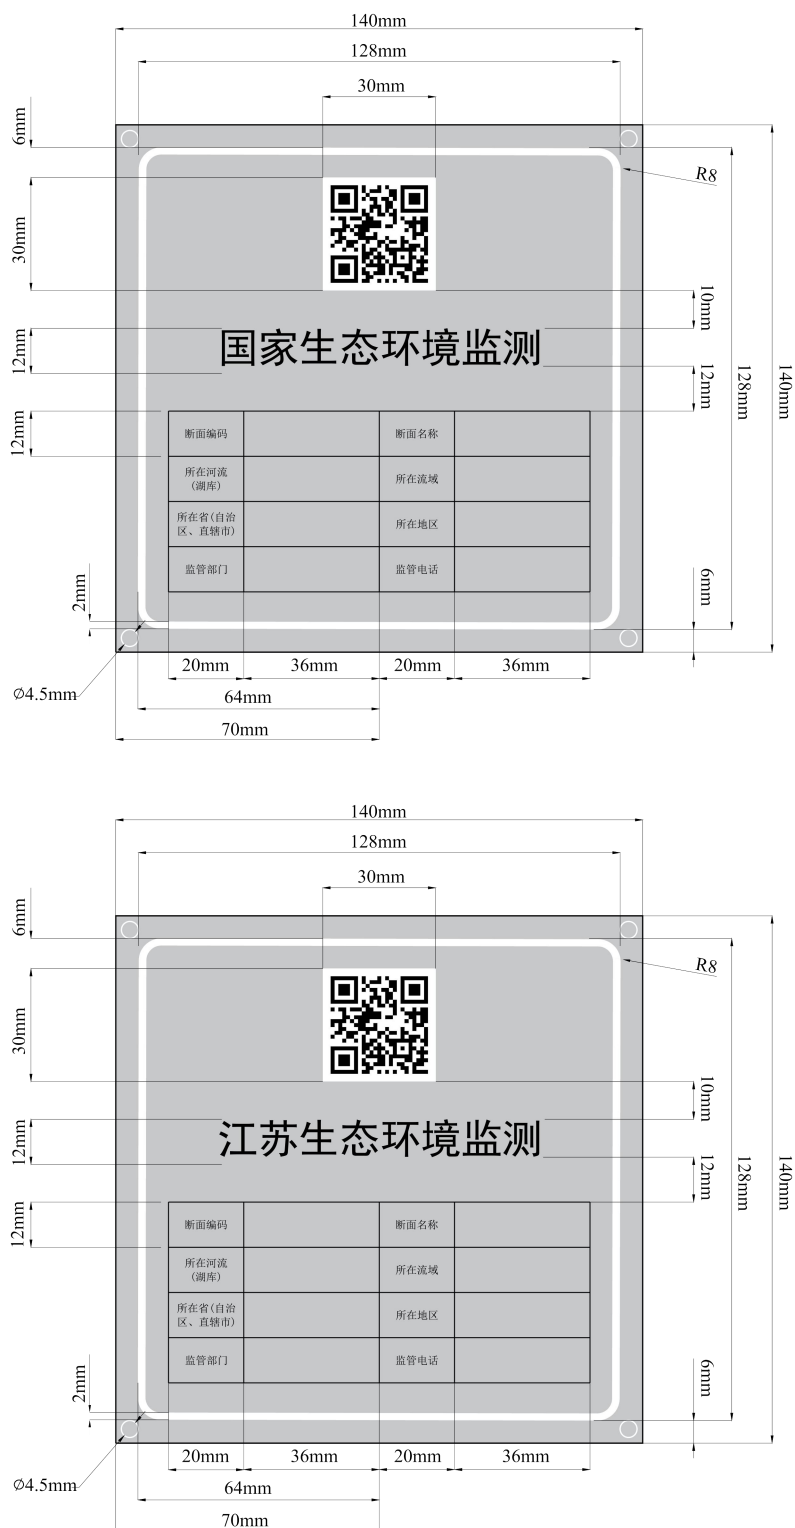 140mm
128mm
30mm
6mm
R8
30mm
10mm
国家生态环境监测
12mm
12mm
128mm
140mm
12mm
断面编码
断面名称
所在河流
(湖库)
所在流域
所在省(自治
区、直辖市)
所在地区
监管部门
监管电话
2mm
6mm
20mm
36mm
20mm
36mm
Ø4.5mm
64mm
70mm
140mm
128mm
30mm
6mm
R8
30mm
10mm
江苏生态环境监测
12mm
12mm
128mm
140mm
12mm
断面编码
断面名称
所在河流
(湖库)
所在流域
所在省(自治
区、直辖市)
所在地区
监管部门
监管电话
2mm
6mm
20mm
36mm
20mm
36mm
Ø4.5mm
64mm
70mm